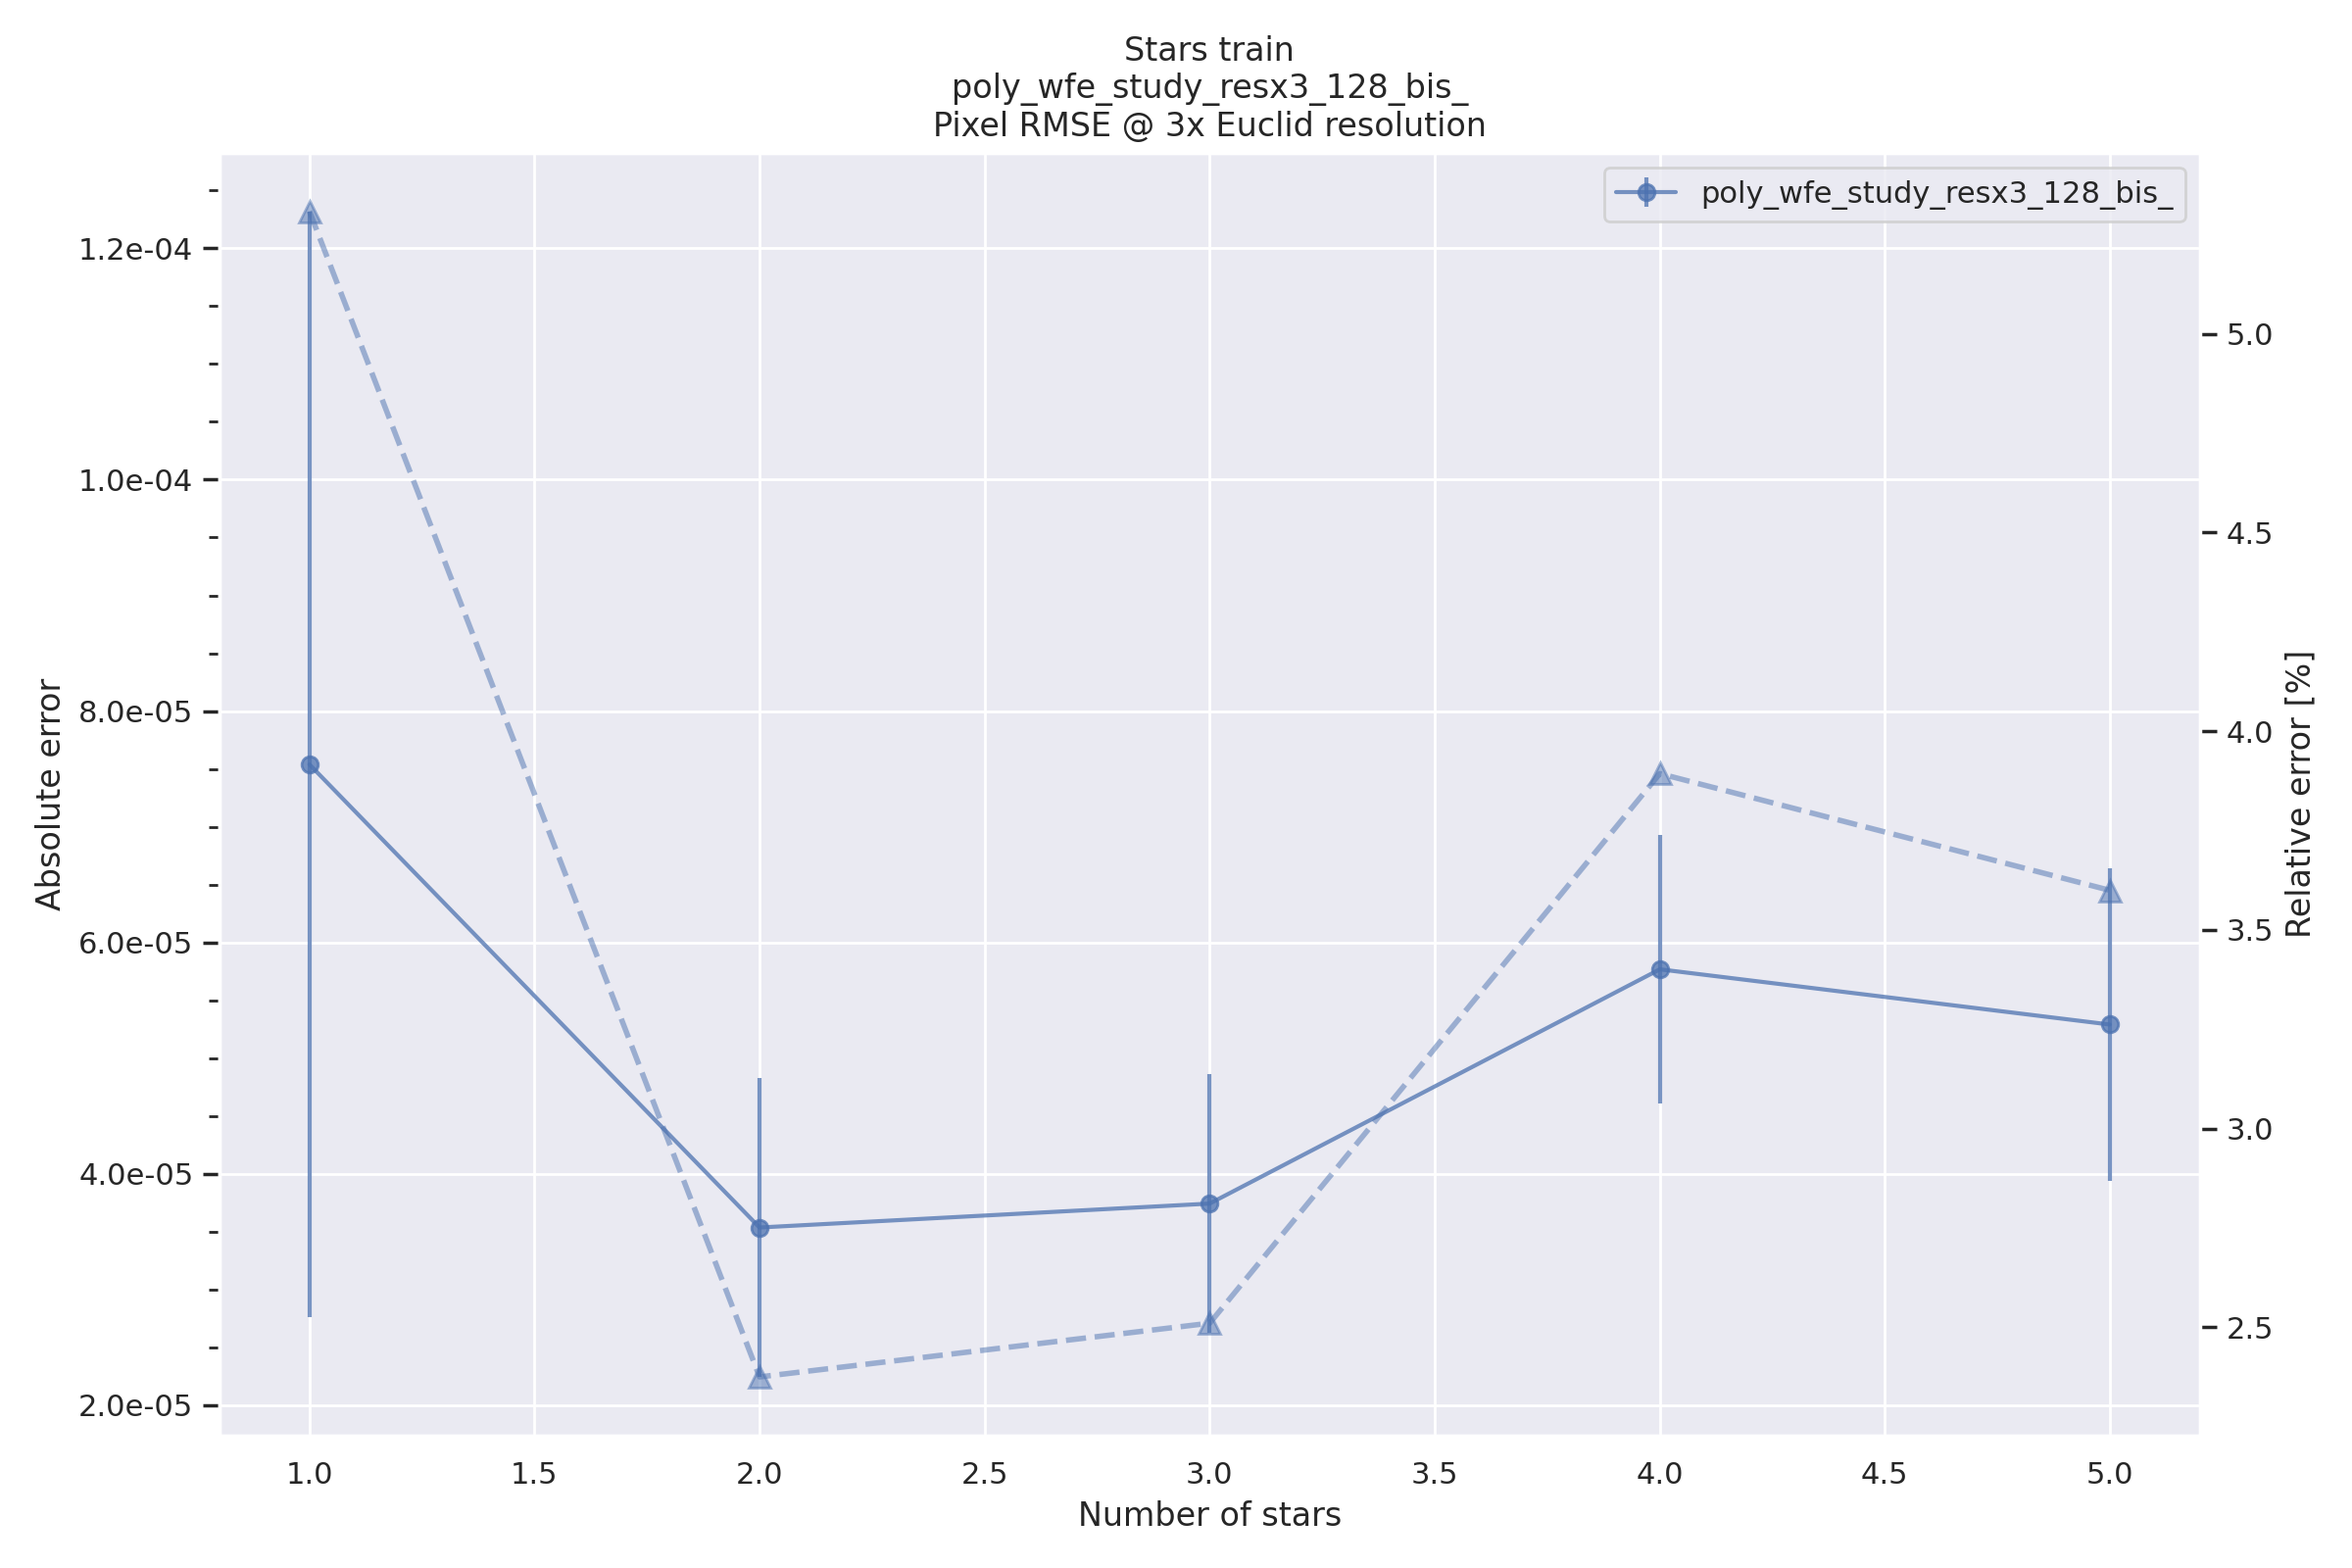 Stars train
poly_wfe_study_resx3_128_bis_
Pixel RMSE @ 3x Euclid resolution
poly_wfe_study_resx3_128_bis_
1.2e-04
1.0e-04
8.0e-05
6.0e-05
4.0e-05
2.0e-05
Absolute error
5.0
4.5
4.0
3.5
3.0
2.5
Relative error [%]
1.0 1.5 2.0 2.5 3.0 3.5 4.0 4.5 5.0
Number of stars